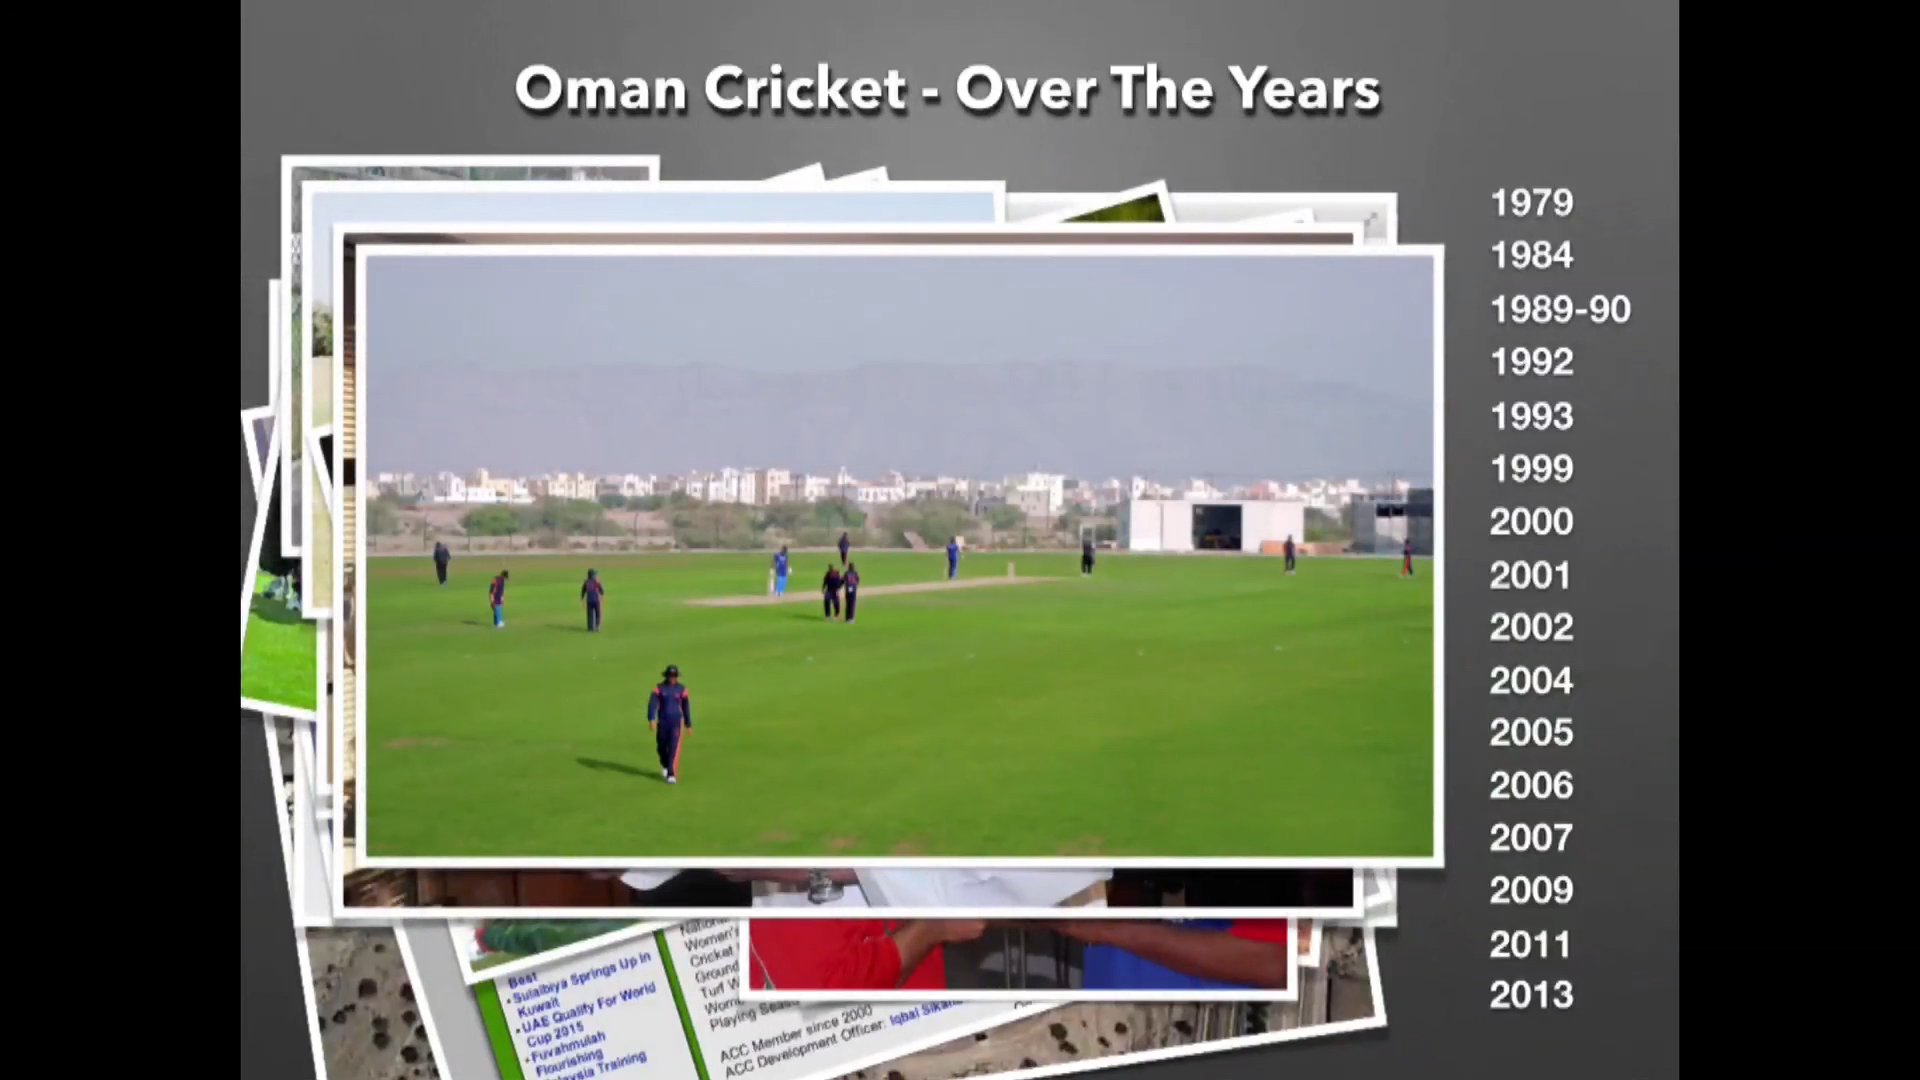 Oman Cricket - Over The Years
1979
1984
1989-90
1992
1993
1999
2000
2001
2002
2004
2005
2006
2007
2009
2011
2013
Best
• Sulaibiya Springs Up in
Kuwait
• UAE Qualify For World
Cup 2015
• Fuvahmulah
Flourishing
Training
Women's
Cricket
Ground
Turf
Playing
ACC Member since 2000
ACC Development Officer: Iqbal